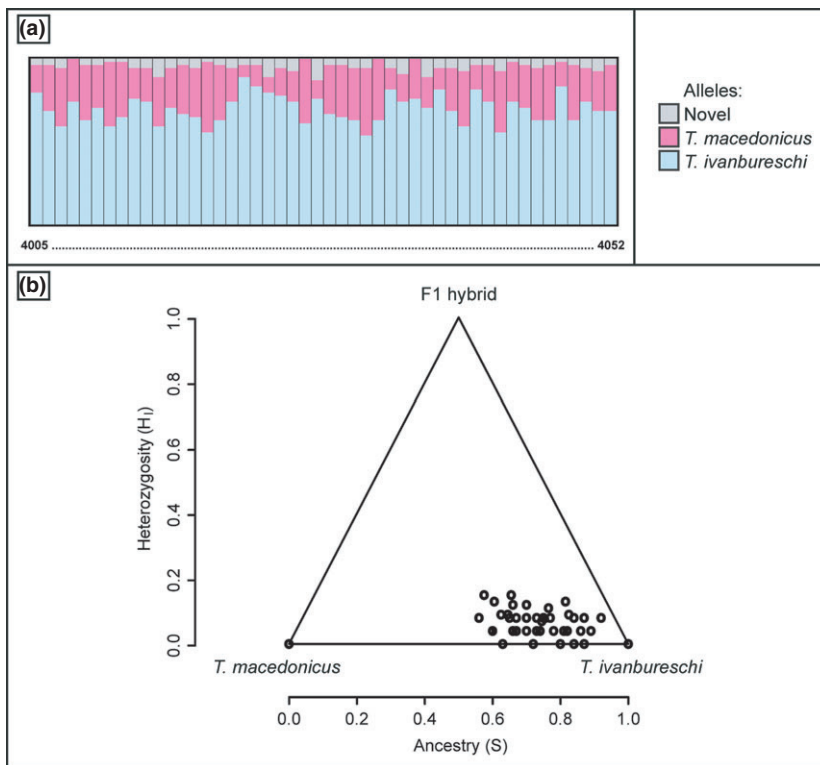 (a)
Alleles:
Novel
T. macedonicus
T. ivanbureschi
4005 4052
(b)
F1 hybrid
1.0
0.8
0.6
0.4
0.2
0.0
Heterozygosity (HI)
T. macedonicus T. ivanbureschi
0.0 0.2 0.4 0.6 0.8 1.0
Ancestry (S)